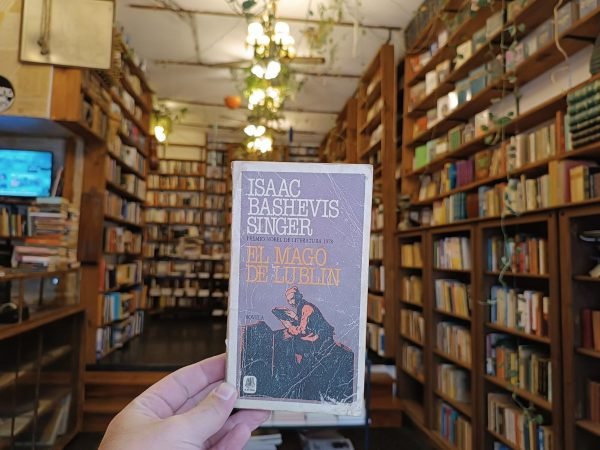 ISAAC
BASHEVIS
SINGER
PREMIO NOBEL DE LITERATURA 1978
EL MAGO
DE LUBLIN
NOVELA